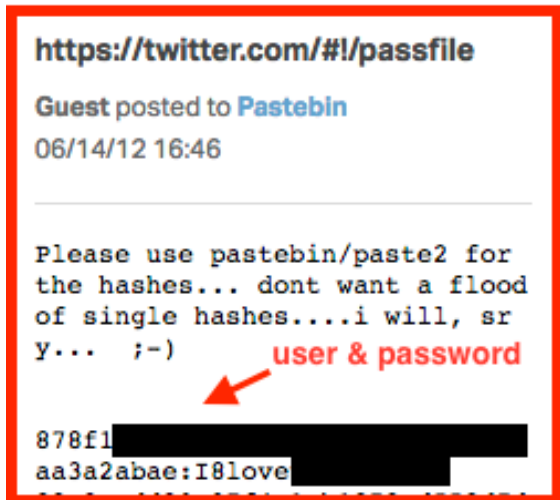 https://twitter.com/#!/passfile
Guest posted to Pastebin
06/14/12 16:46
Please use pastebin/paste2 for
the hashes... dont want a flood
of single hashes....i will, sr
y... ;-)
user & password
878f1
aa3a2abae:I8love